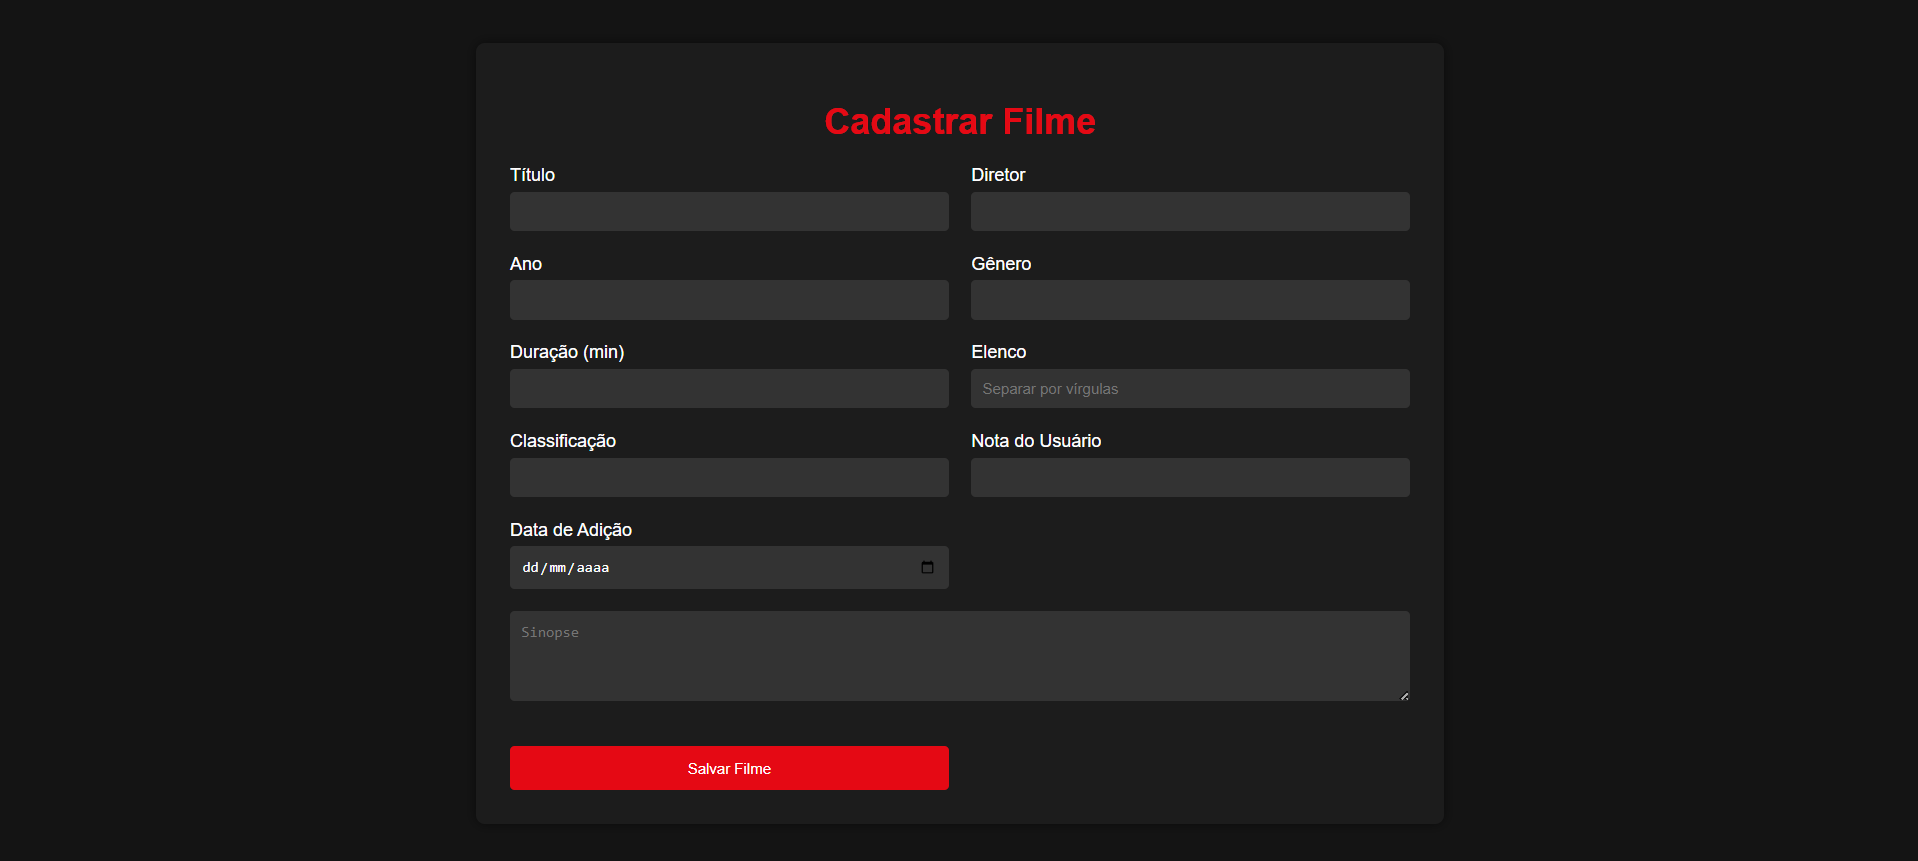 Cadastrar Filme
Título
Diretor
Ano
Gênero
Duração (min)
Elenco
Separar por vírgulas
Classificação
Nota do Usuário
Data de Adição
dd/mm/aaaa
Sinopse
Salvar Filme